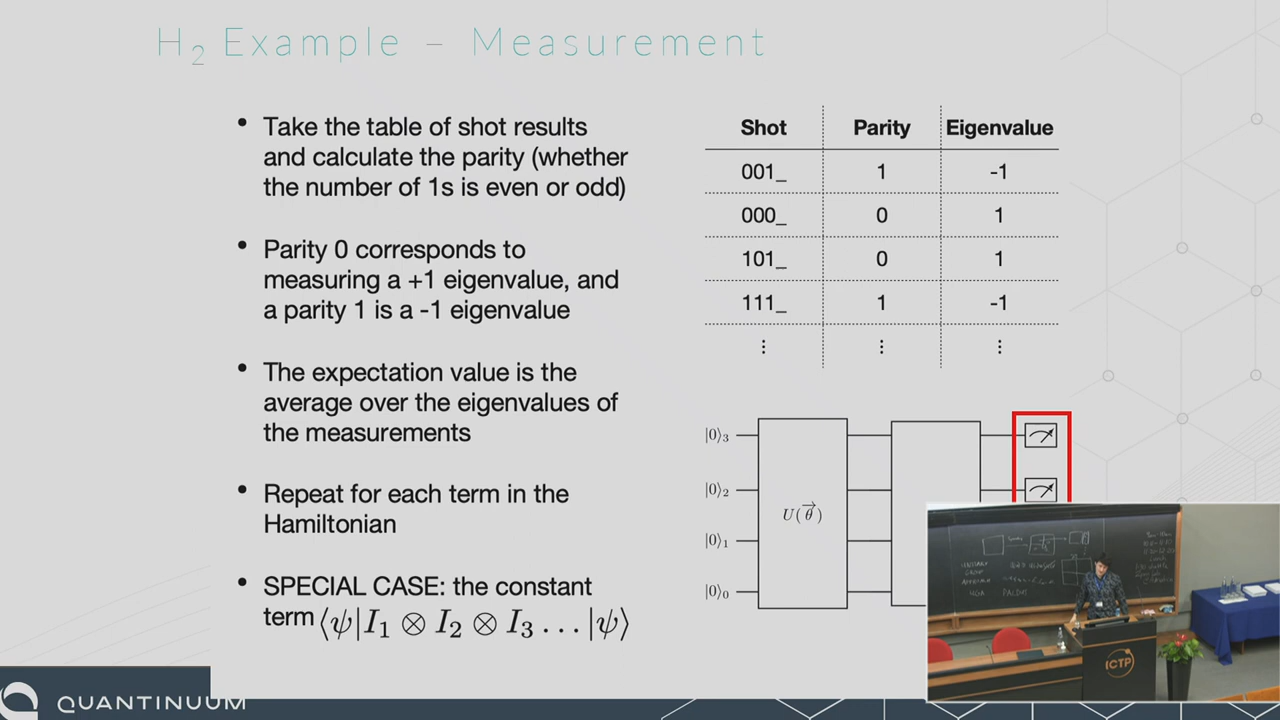 H₂ Example – Measurement
• Take the table of shot results
and calculate the parity (whether
the number of 1s is even or odd)
• Parity 0 corresponds to
measuring a +1 eigenvalue, and
a parity 1 is a -1 eigenvalue
• The expectation value is the
average over the eigenvalues of
the measurements
• Repeat for each term in the
Hamiltonian
• SPECIAL CASE: the constant
term ⟨ψ|I₁ ⊗ I₂ ⊗ I₃ ... |ψ⟩
Shot Parity Eigenvalue
001_ 1 -1
000_ 0 1
101_ 0 1
111_ 1 -1
⋮ ⋮ ⋮
|0⟩₃
|0⟩₂
U(θ⃗)
|0⟩₁
|0⟩₀
ICTP
QUANTINUUM